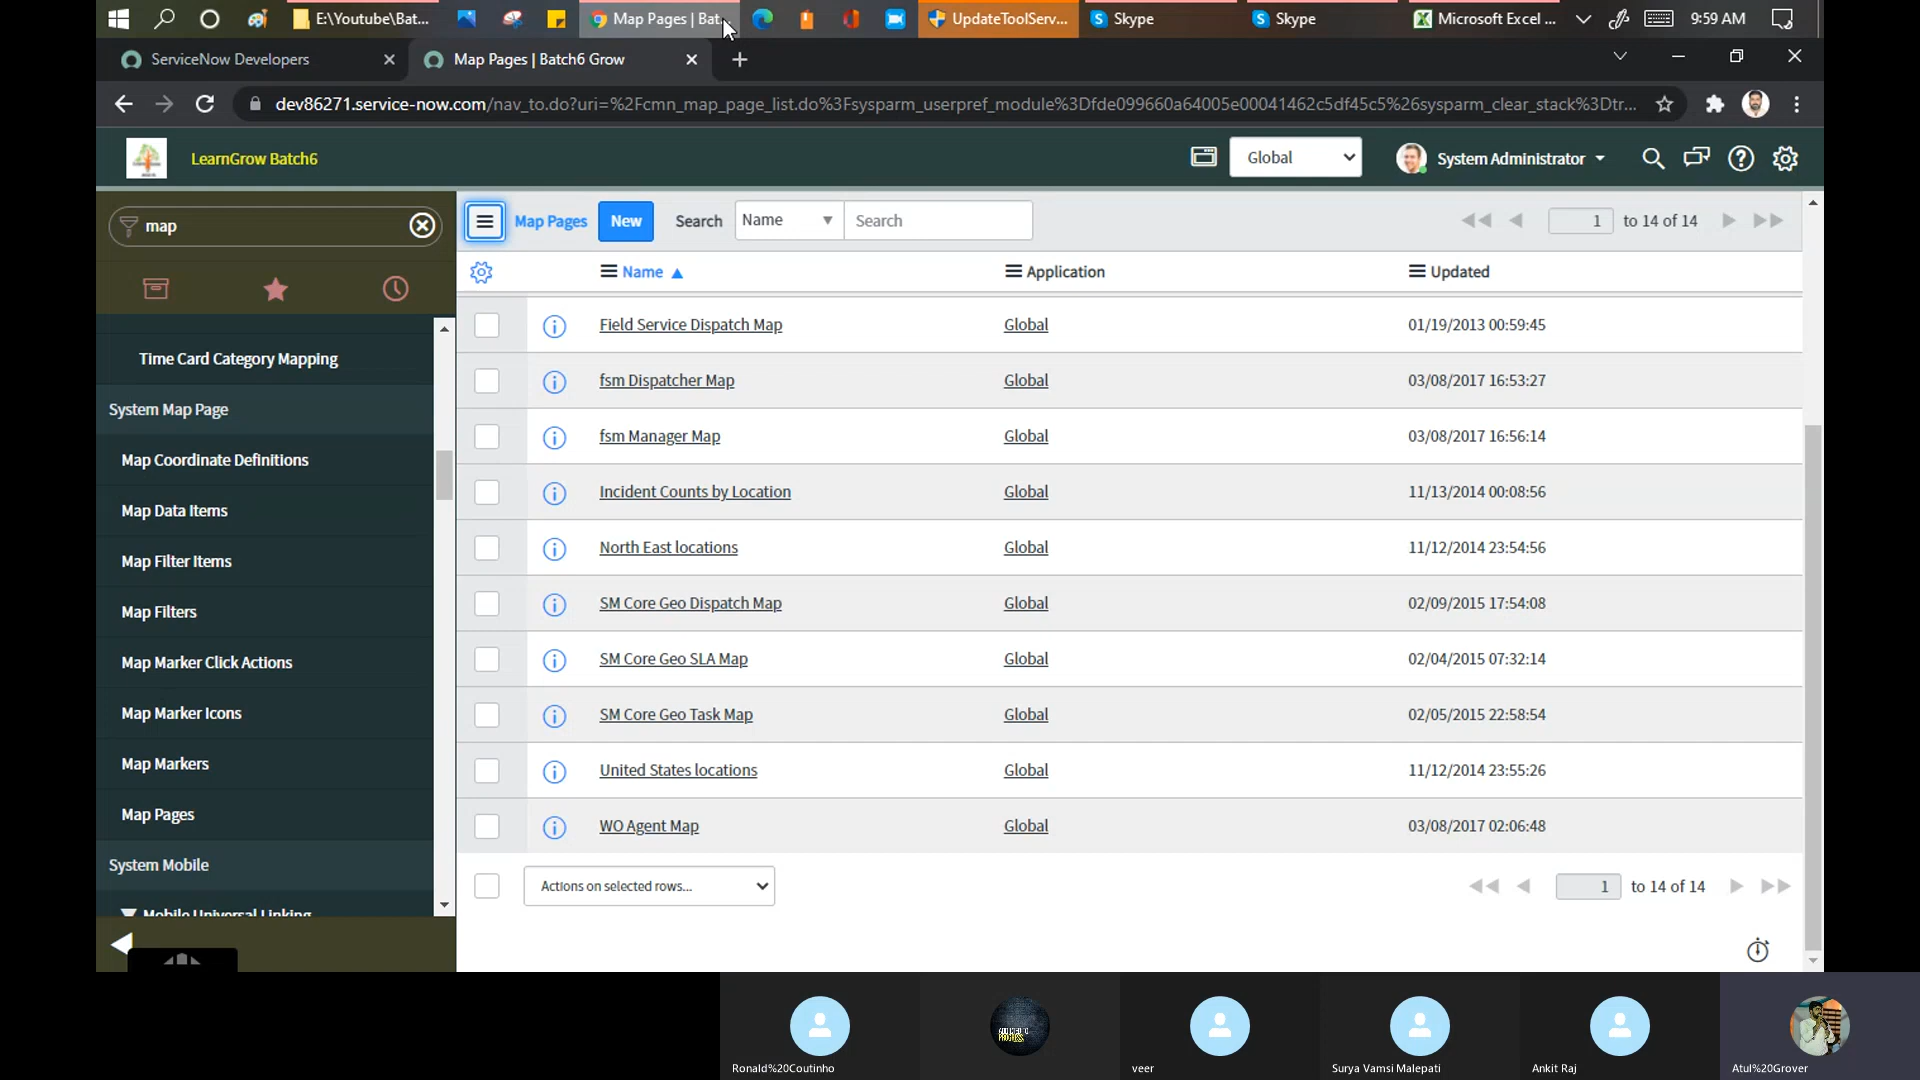 E:\Youtube\Bat...
Map Pages | Bat...
UpdateToolServ...
Skype
Skype
Microsoft Excel ...
9:59 AM
ServiceNow Developers
Map Pages | Batch6 Grow
dev86271.service-now.com/nav_to.do?uri=%2Fcmn_map_page_list.do%3Fsysparm_userpref_module%3Dfde099660a64005e00041462c5df45c5%26sysparm_clear_stack%3Dtr...
LearnGrow Batch6
Global
System Administrator
map
Map Pages
New
Search
Name
Search
1 to 14 of 14
Name
Application
Updated
Time Card Category Mapping
System Map Page
Map Coordinate Definitions
Map Data Items
Map Filter Items
Map Filters
Map Marker Click Actions
Map Marker Icons
Map Markers
Map Pages
System Mobile
Mobile Universal Linking
Field Service Dispatch Map Global 01/19/2013 00:59:45
fsm Dispatcher Map Global 03/08/2017 16:53:27
fsm Manager Map Global 03/08/2017 16:56:14
Incident Counts by Location Global 11/13/2014 00:08:56
North East locations Global 11/12/2014 23:54:56
SM Core Geo Dispatch Map Global 02/09/2015 17:54:08
SM Core Geo SLA Map Global 02/04/2015 07:32:14
SM Core Geo Task Map Global 02/05/2015 22:58:54
United States locations Global 11/12/2014 23:55:26
WO Agent Map Global 03/08/2017 02:06:48
Actions on selected rows...
1 to 14 of 14
Ronald%20Coutinho
veer
Surya Vamsi Malepati
Ankit Raj
Atul%20Grover